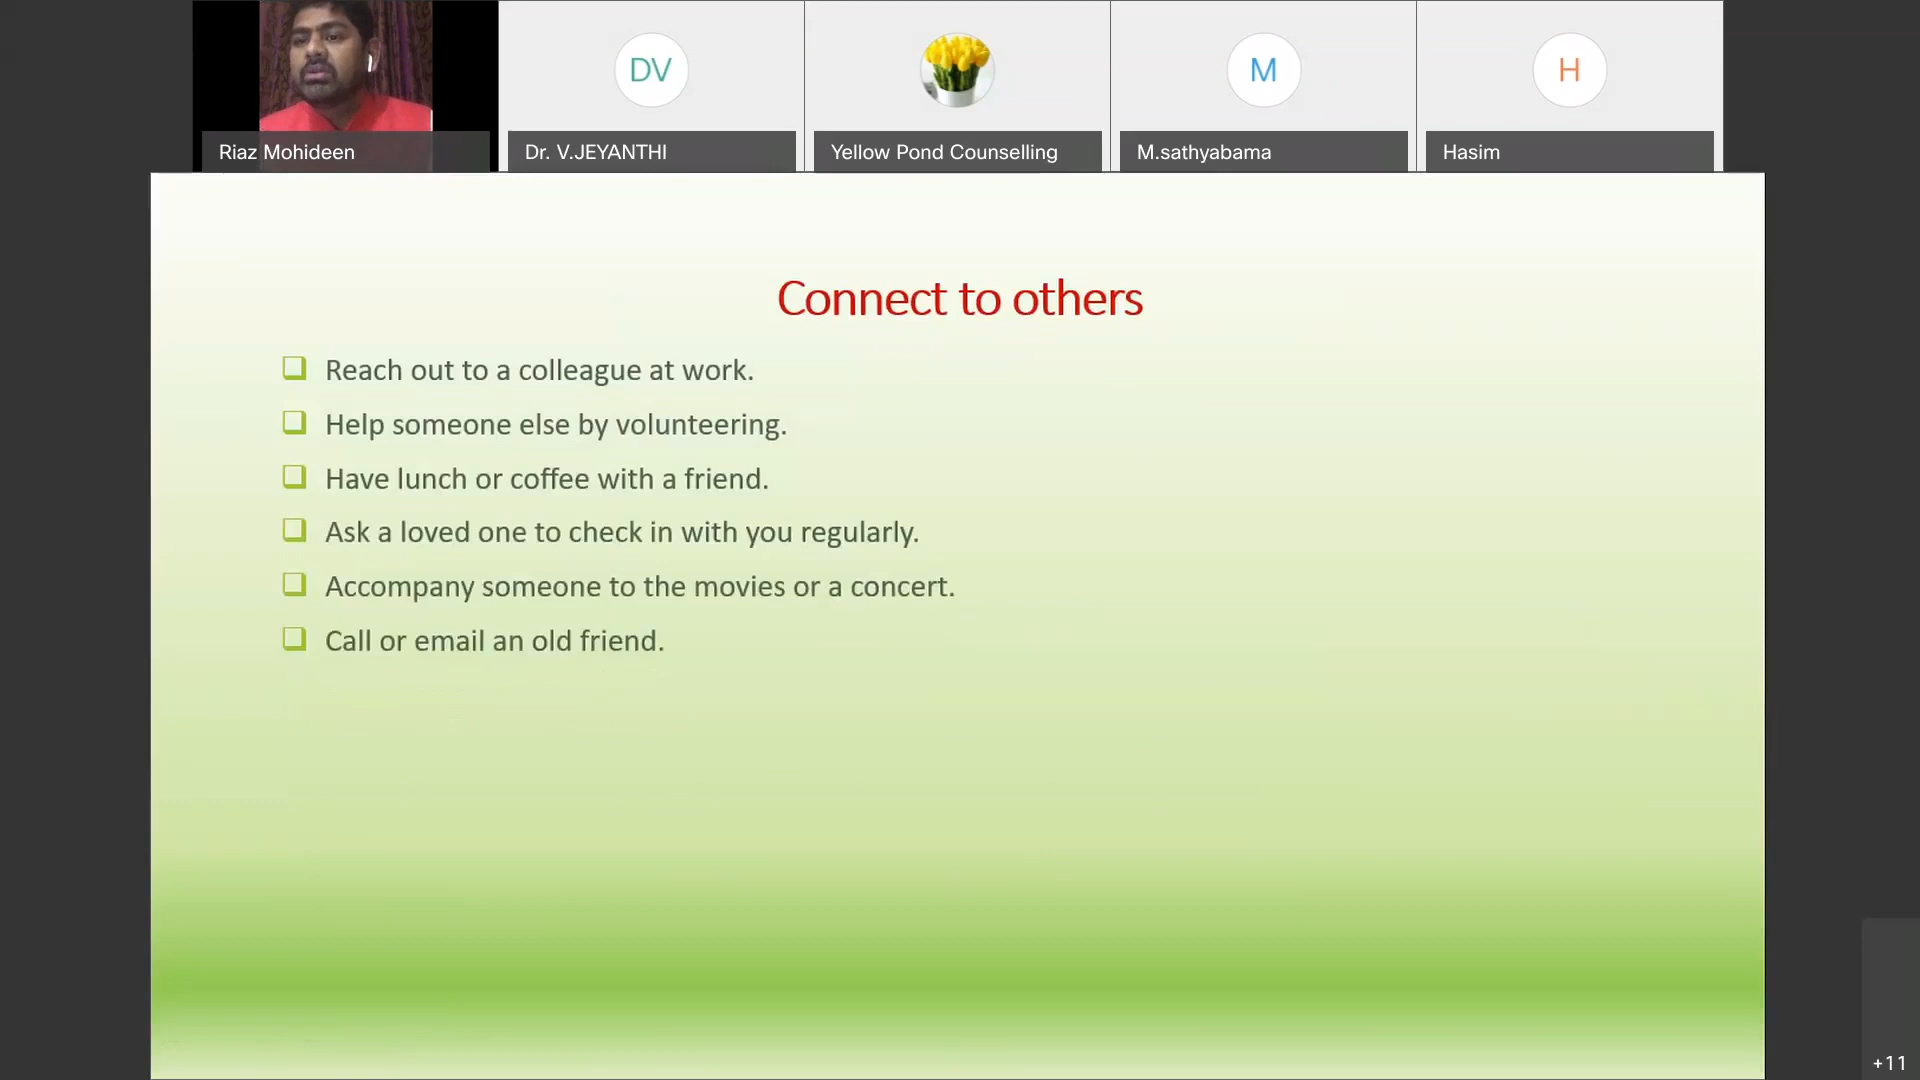 DV
M
H
Riaz Mohideen
Dr. V.JEYANTHI
Yellow Pond Counselling
M.sathyabama
Hasim
Connect to others
Reach out to a colleague at work.
Help someone else by volunteering.
Have lunch or coffee with a friend.
Ask a loved one to check in with you regularly.
Accompany someone to the movies or a concert.
Call or email an old friend.
+11